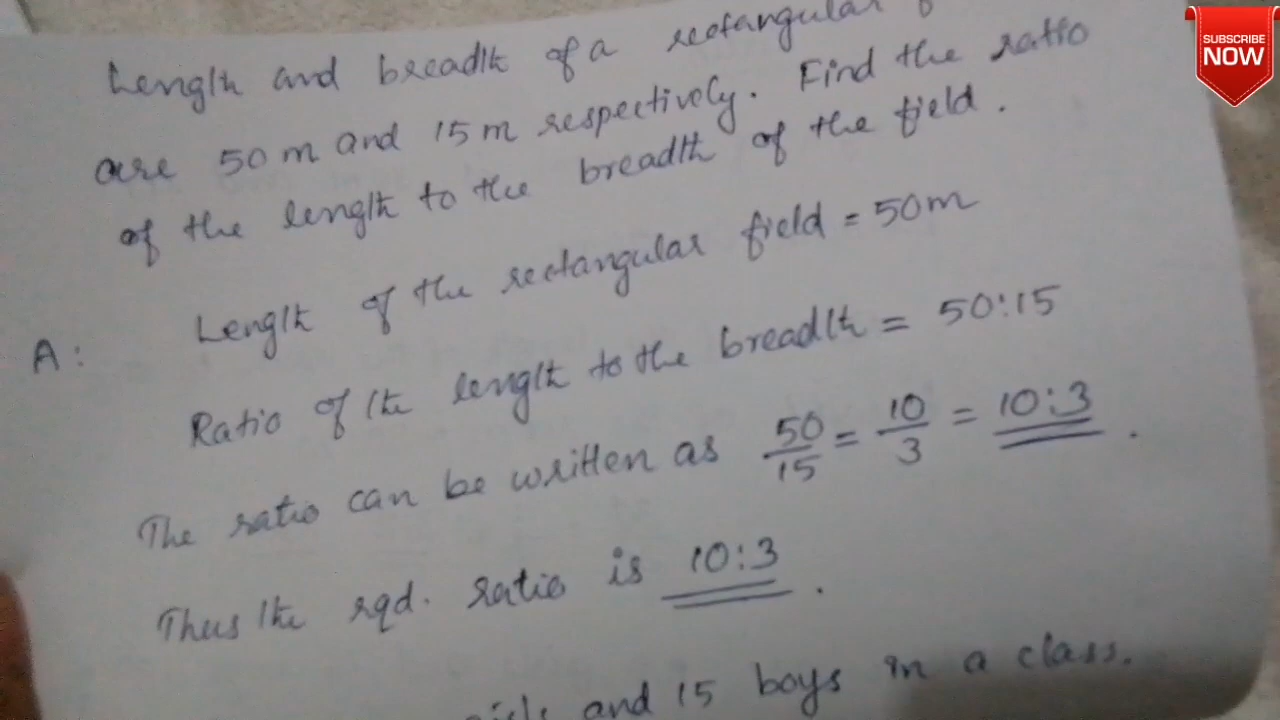 SUBSCRIBE
NOW
Length and breadth of a rectangular
are 50 m and 15 m respectively. Find the ratio
of the length to the breadth of the field.
A: Length of the rectangular field = 50m
Ratio of the length to the breadth = 50:15
The ratio can be written as 50/15 = 10/3 = 10:3.
Thus the rqd. ratio is 10:3.
and 15 boys in a class.